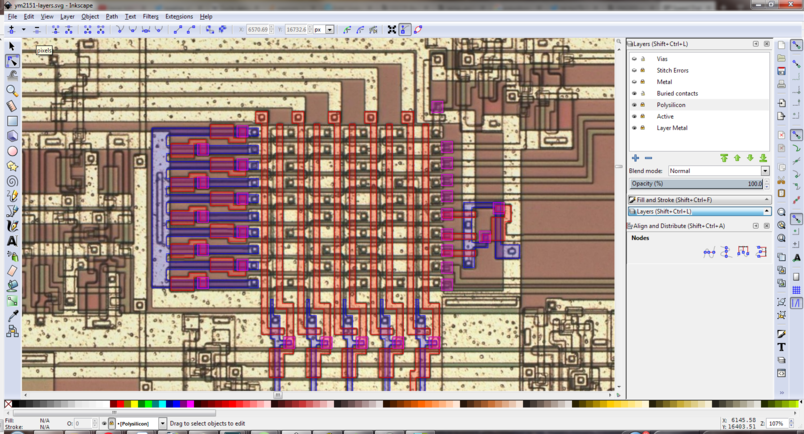 ym2151-layers.svg - Inkscape
File Edit View Layer Object Path Text Filters Extensions Help
X: 6570.69 Y: 16732.6 px
pixels
Layers (Shift+Ctrl+L)
Vias
Stitch Errors
Metal
Buried contacts
Polysilicon
Active
Layer Metal
Blend mode: Normal
Opacity (%) 100.0
Fill and Stroke (Shift+Ctrl+F)
Layers (Shift+Ctrl+L)
Align and Distribute (Shift+Ctrl+A)
Nodes
Fill: N/A
Stroke: N/A
O: 0
[Polysilicon]
Drag to select objects to edit
X: 6145.58
Y: 16403.51
Z: 107%